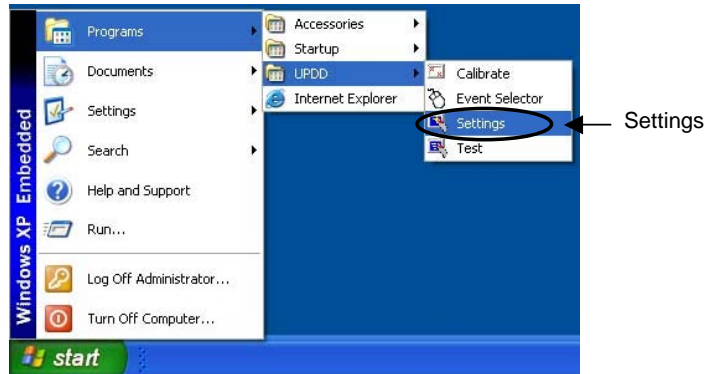 Programs
Documents
Settings
Search
Help and Support
Run...
Log Off Administrator...
Turn Off Computer...
Windows XP Embedded
start
Accessories
Startup
UPDD
Internet Explorer
Calibrate
Event Selector
Settings
Test
Settings